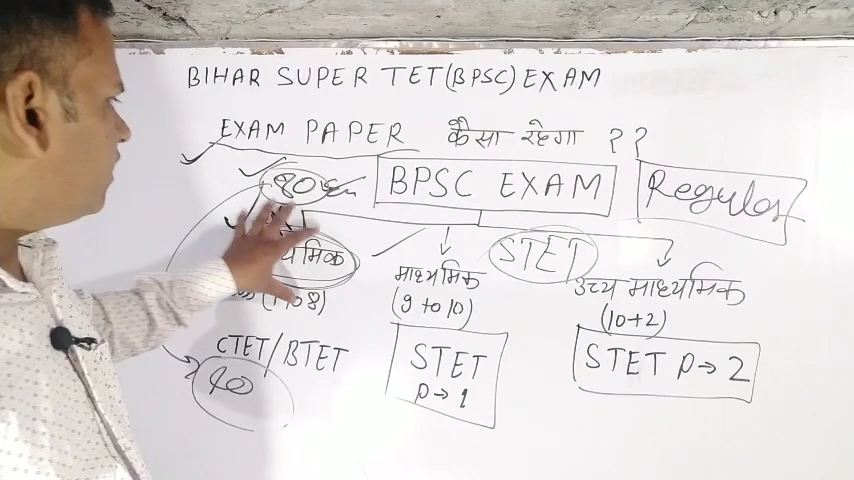 BIHAR SUPER TET(BPSC) EXAM
EXAM PAPER कैसा रहेगा ??
80 BPSC EXAM Regular
STET
माध्यमिक उच्य माध्यमिक
(9 to 10) (10+2)
CTET/BTET STET STET P→2
P→1